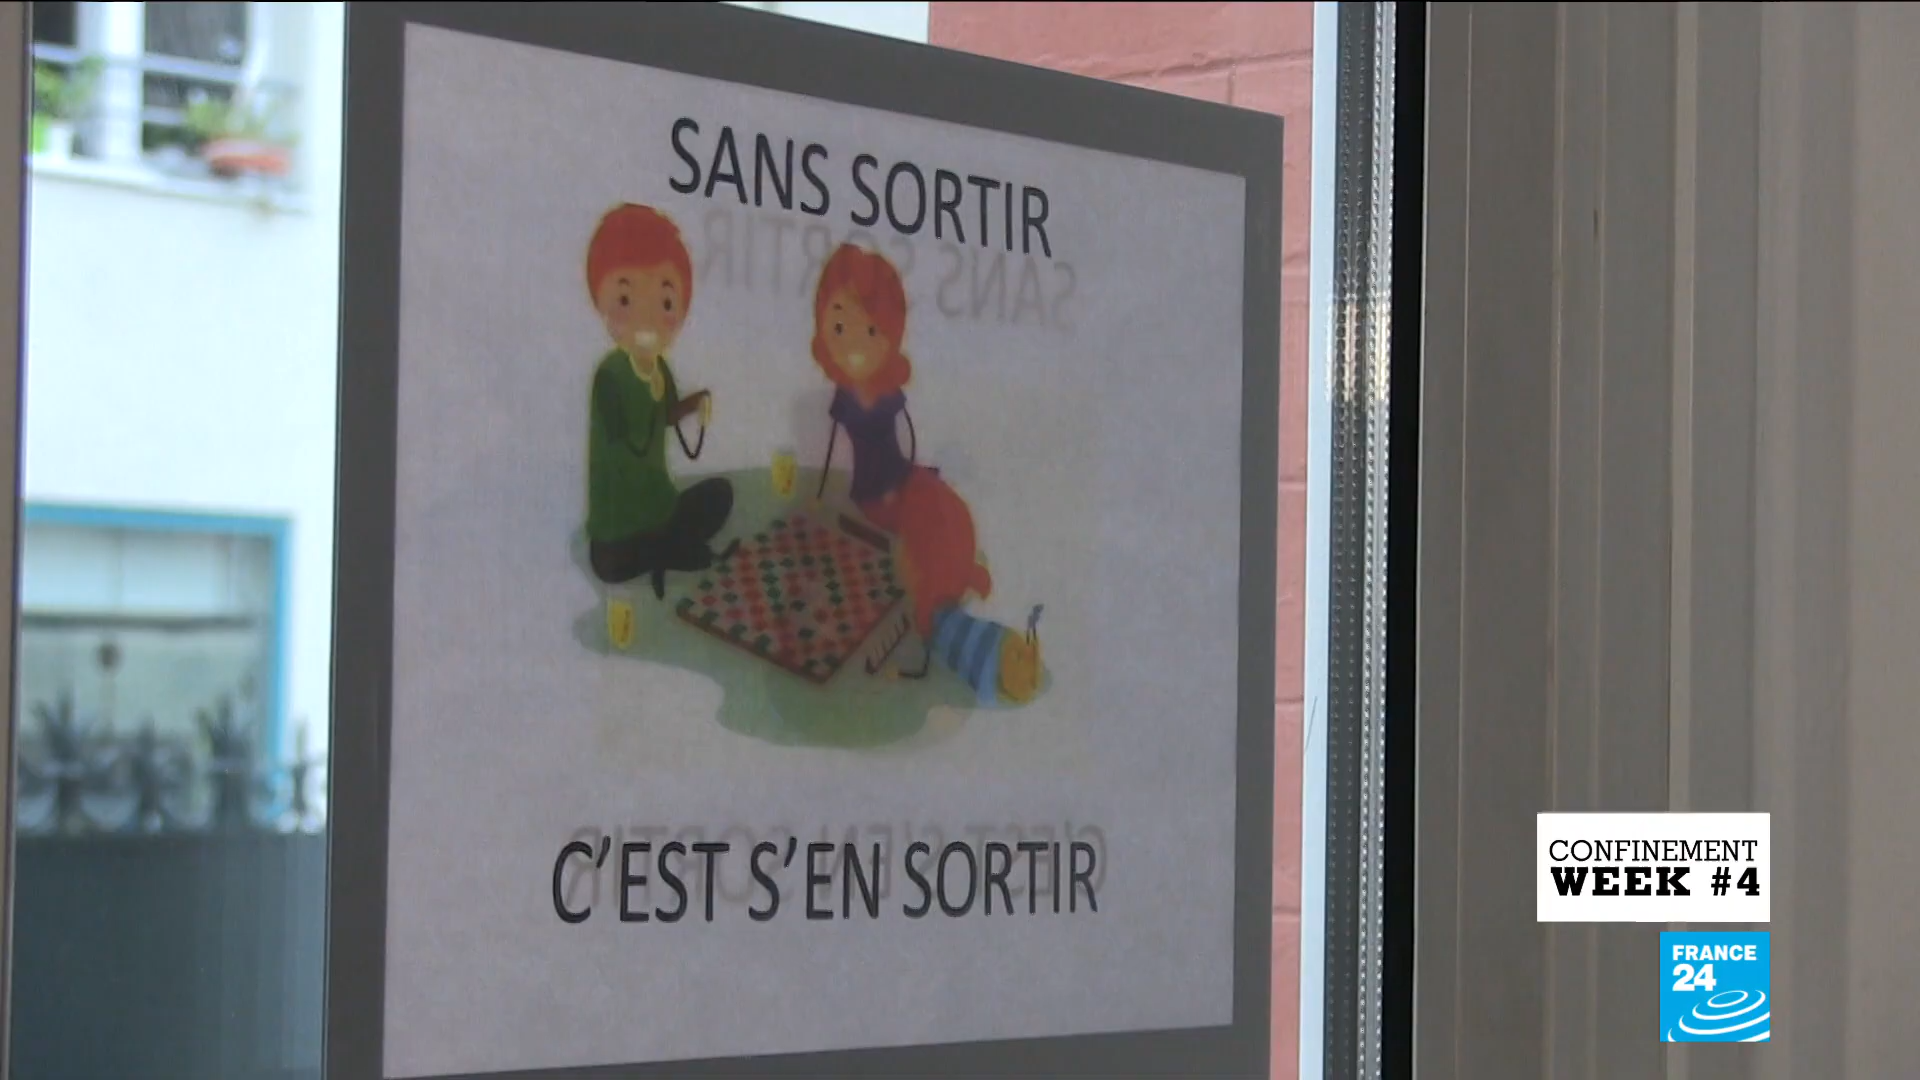 SANS SORTIR
C'EST S'EN SORTIR
CONFINEMENT
WEEK #4
FRANCE
24